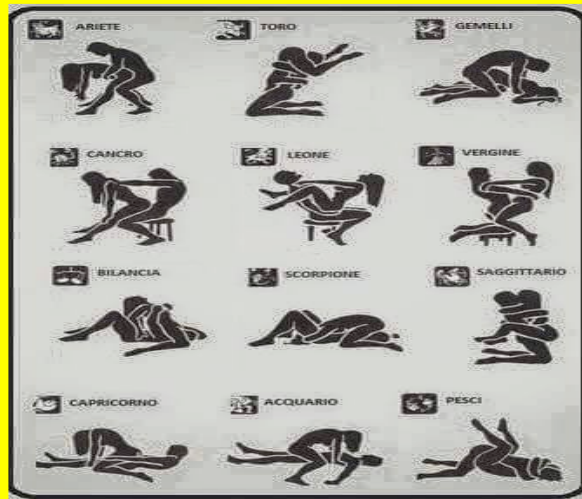 ARIETE
TORO
GEMELLI
CANCRO
LEONE
VERGINE
BILANCIA
SCORPIONE
SAGGITTARIO
CAPRICORNO
ACQUARIO
PESCI